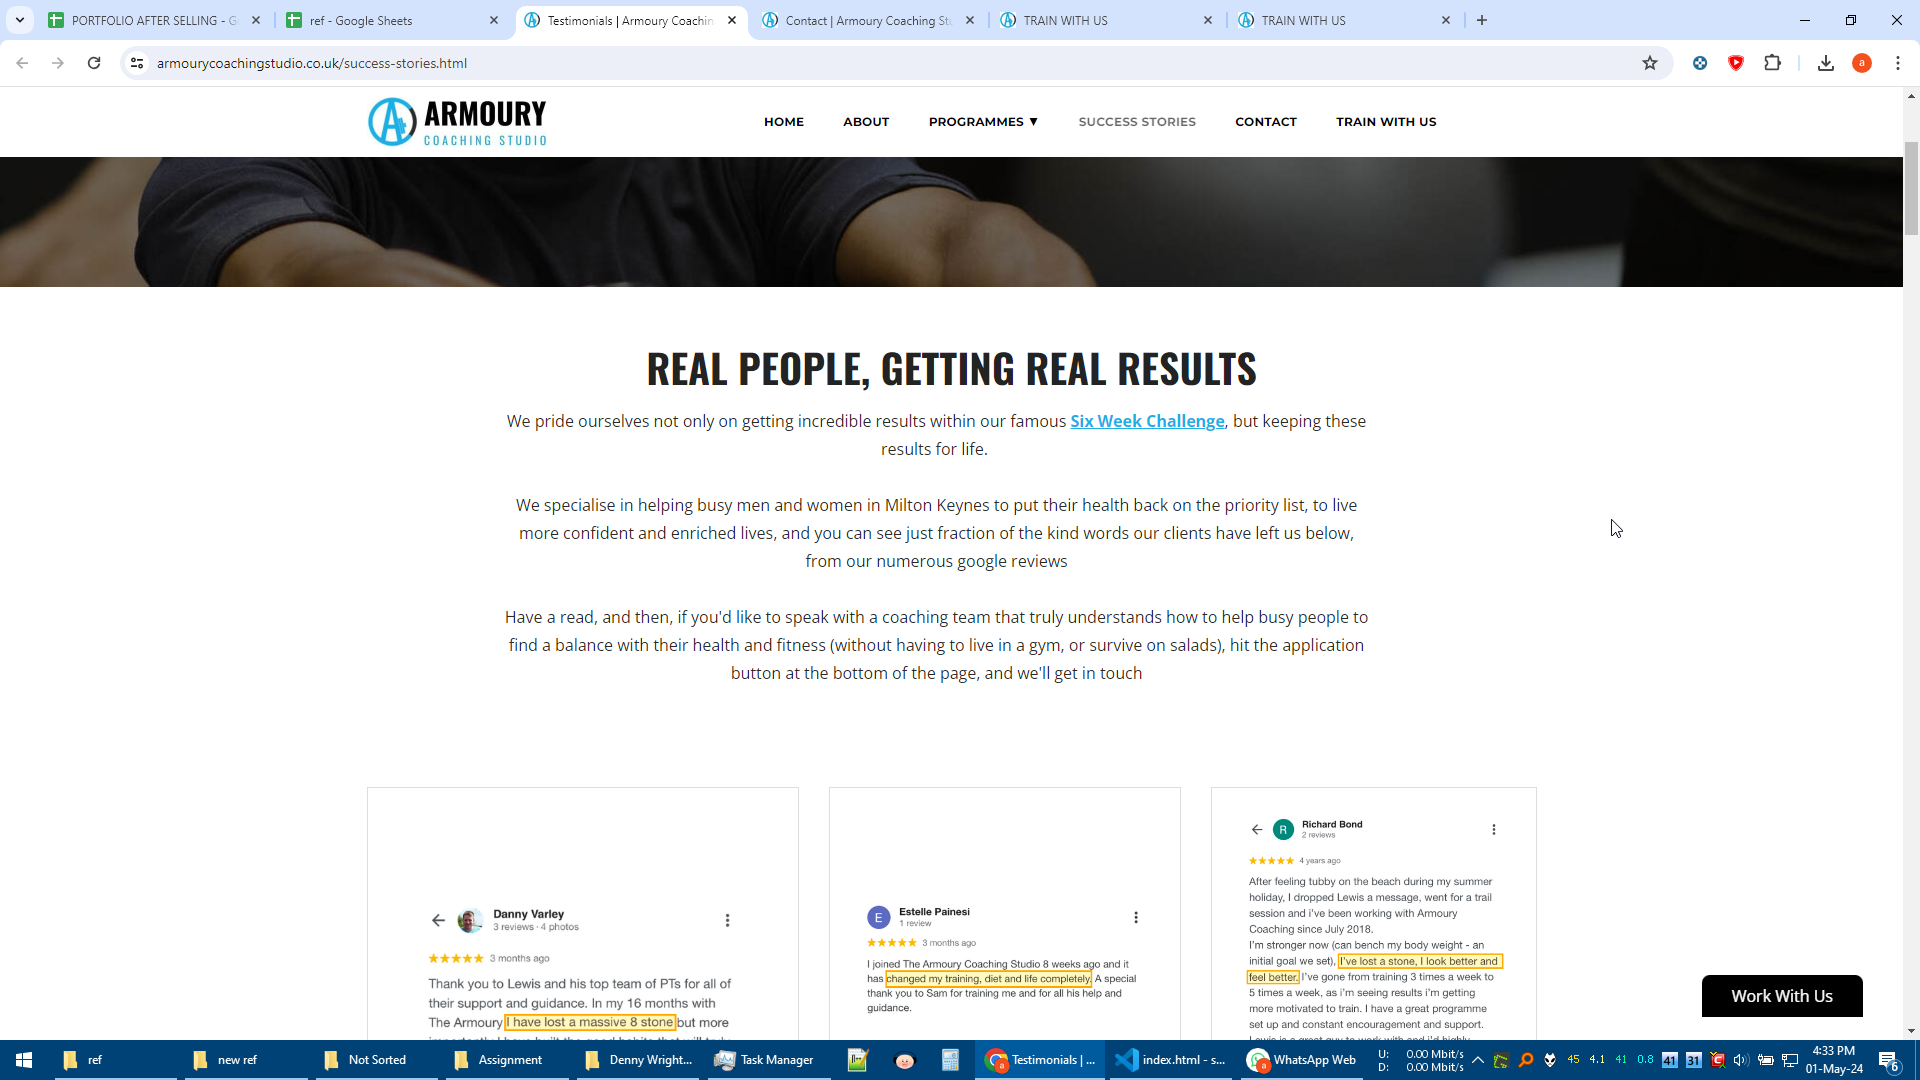 PORTFOLIO AFTER SELLING - G
ref - Google Sheets
Testimonials | Armoury Coachin
Contact | Armoury Coaching Stu
TRAIN WITH US
TRAIN WITH US
armourycoachingstudio.co.uk/success-stories.html
a
ARMOURY
COACHING STUDIO
HOME
ABOUT
PROGRAMMES ▼
SUCCESS STORIES
CONTACT
TRAIN WITH US
REAL PEOPLE, GETTING REAL RESULTS
We pride ourselves not only on getting incredible results within our famous Six Week Challenge, but keeping these
results for life.
We specialise in helping busy men and women in Milton Keynes to put their health back on the priority list, to live
more confident and enriched lives, and you can see just fraction of the kind words our clients have left us below,
from our numerous google reviews
Have a read, and then, if you'd like to speak with a coaching team that truly understands how to help busy people to
find a balance with their health and fitness (without having to live in a gym, or survive on salads), hit the application
button at the bottom of the page, and we'll get in touch
Danny Varley
3 reviews · 4 photos
3 months ago
Thank you to Lewis and his top team of PTs for all of
their support and guidance. In my 16 months with
The Armoury I have lost a massive 8 stone but more
E
Estelle Painesi
1 review
3 months ago
I joined The Armoury Coaching Studio 8 weeks ago and it
has changed my training, diet and life completely. A special
thank you to Sam for training me and for all his help and
guidance.
R
Richard Bond
2 reviews
4 years ago
After feeling tubby on the beach during my summer
holiday, I dropped Lewis a message, went for a trail
session and i've been working with Armoury
Coaching since July 2018.
I'm stronger now (can bench my body weight - an
initial goal we set), I've lost a stone, I look better and
feel better. I've gone from training 3 times a week to
5 times a week, as i'm seeing results i'm getting
more motivated to train. I have a great programme
set up and constant encouragement and support.
Work With Us
ref
new ref
Not Sorted
Assignment
Denny Wright...
Task Manager
Testimonials | ...
index.html - s...
WhatsApp Web
U: 0.00 Mbit/s
D: 0.00 Mbit/s
45
4.1
41
0.8
41
31
4:33 PM
01-May-24
6